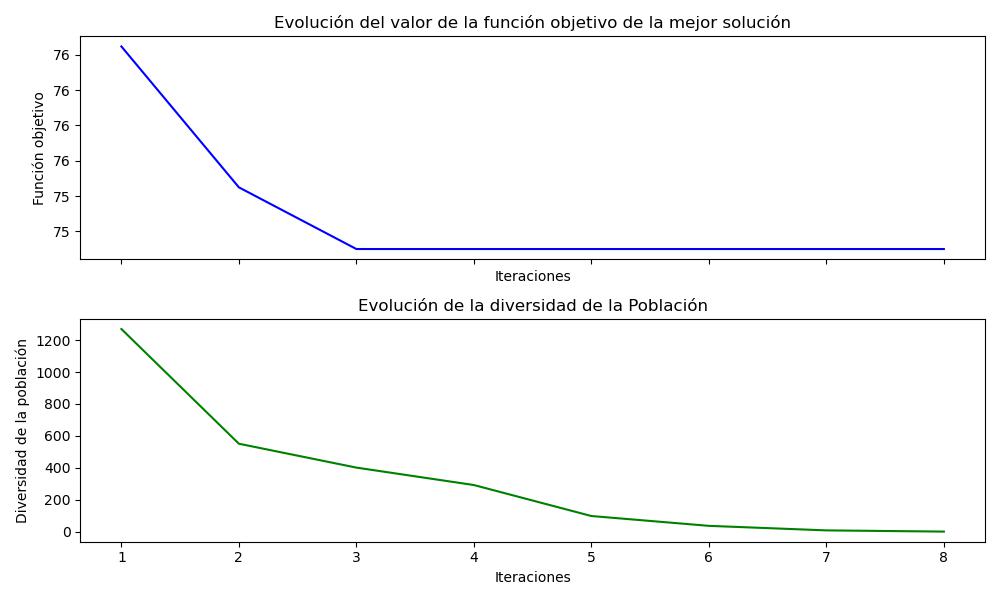 Evolución del valor de la función objetivo de la mejor solución
76
76
76
76
75
75
Función objetivo
Iteraciones
Evolución de la diversidad de la Población
1200
1000
800
600
400
200
0
Diversidad de la población
1 2 3 4 5 6 7 8
Iteraciones